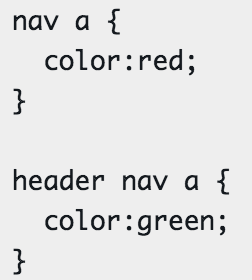 nav a {
  color:red;
}

header nav a {
  color:green;
}